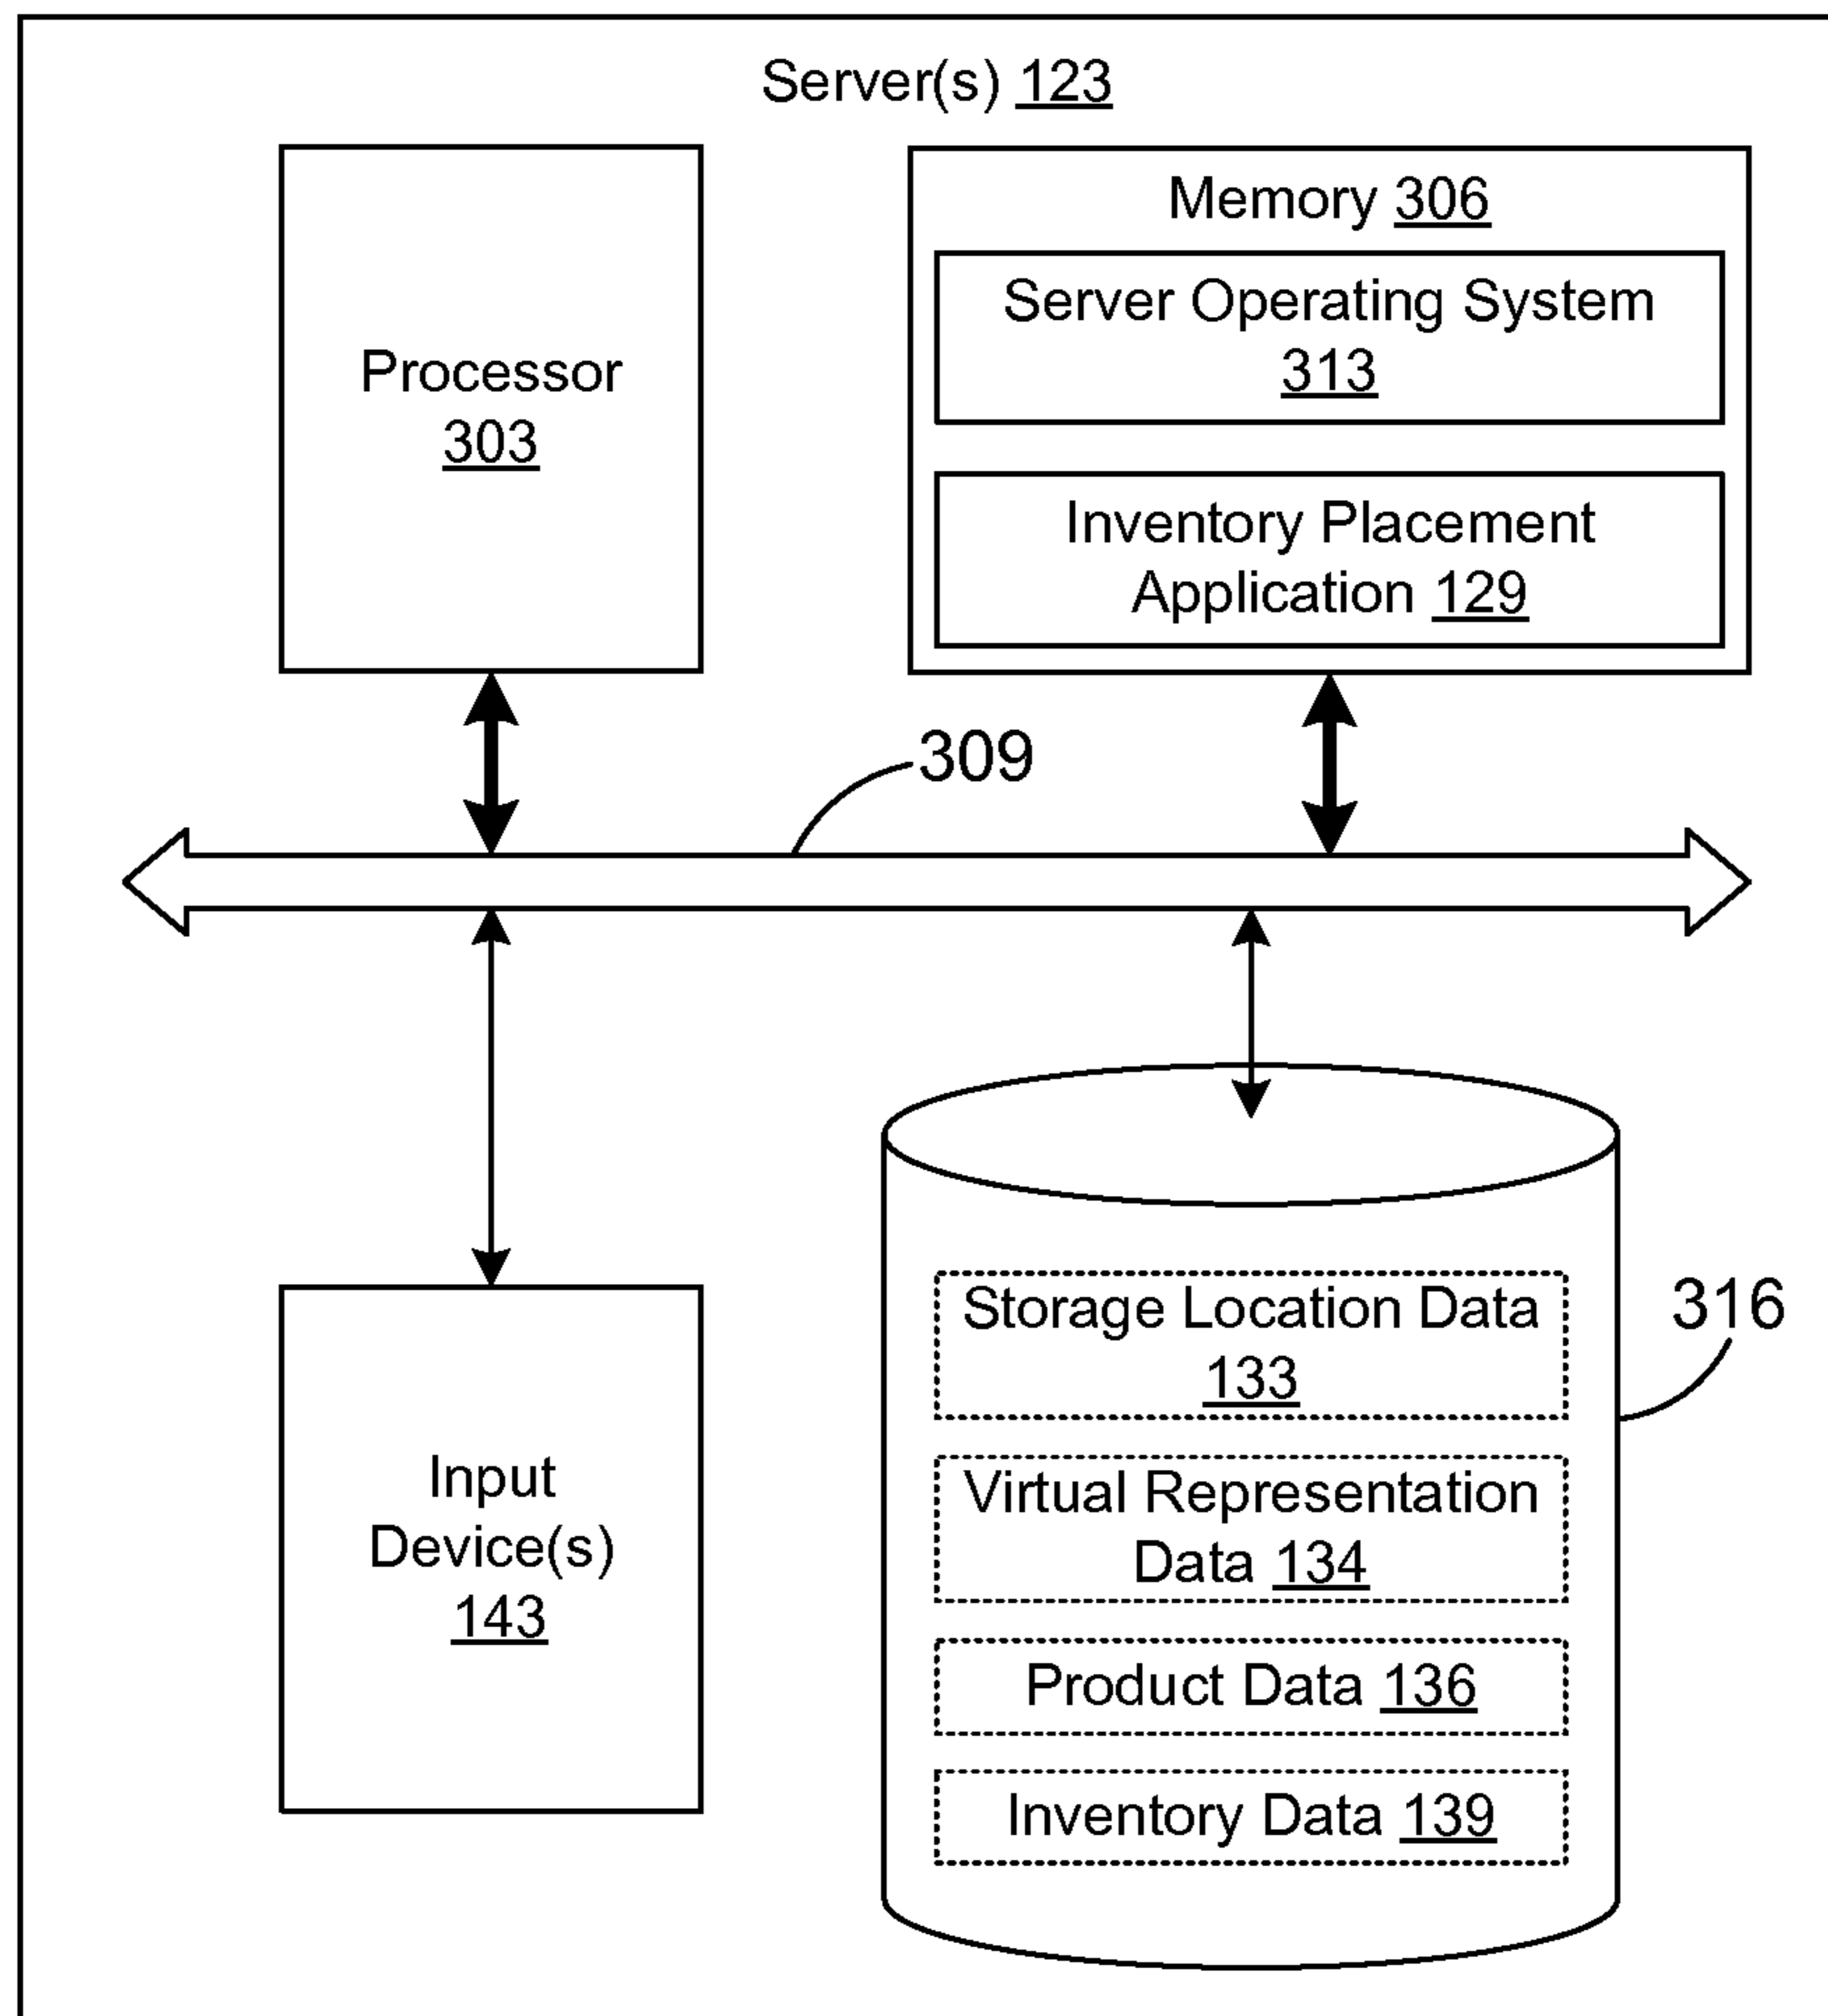 Server(s) 123
Processor
303
Memory 306
Server Operating System
313
Inventory Placement
Application 129
309
Input
Device(s)
143
Storage Location Data
133
Virtual Representation
Data 134
Product Data 136
Inventory Data 139
316